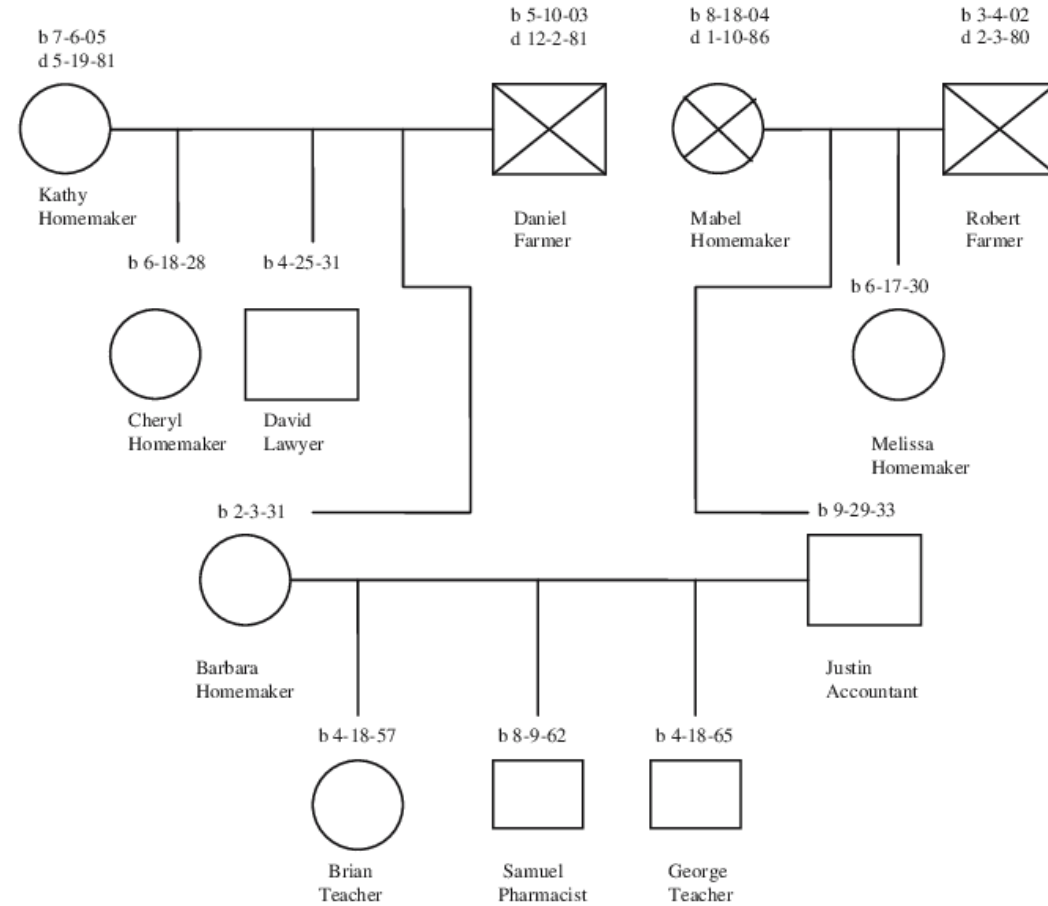 b 7-6-05
d 5-19-81
b 5-10-03
d 12-2-81
b 8-18-04
d 1-10-86
b 3-4-02
d 2-3-80
Kathy
Homemaker
Daniel
Farmer
Mabel
Homemaker
Robert
Farmer
b 6-18-28
b 4-25-31
b 6-17-30
Cheryl
Homemaker
David
Lawyer
Melissa
Homemaker
b 2-3-31
b 9-29-33
Barbara
Homemaker
Justin
Accountant
b 4-18-57
b 8-9-62
b 4-18-65
Brian
Teacher
Samuel
Pharmacist
George
Teacher